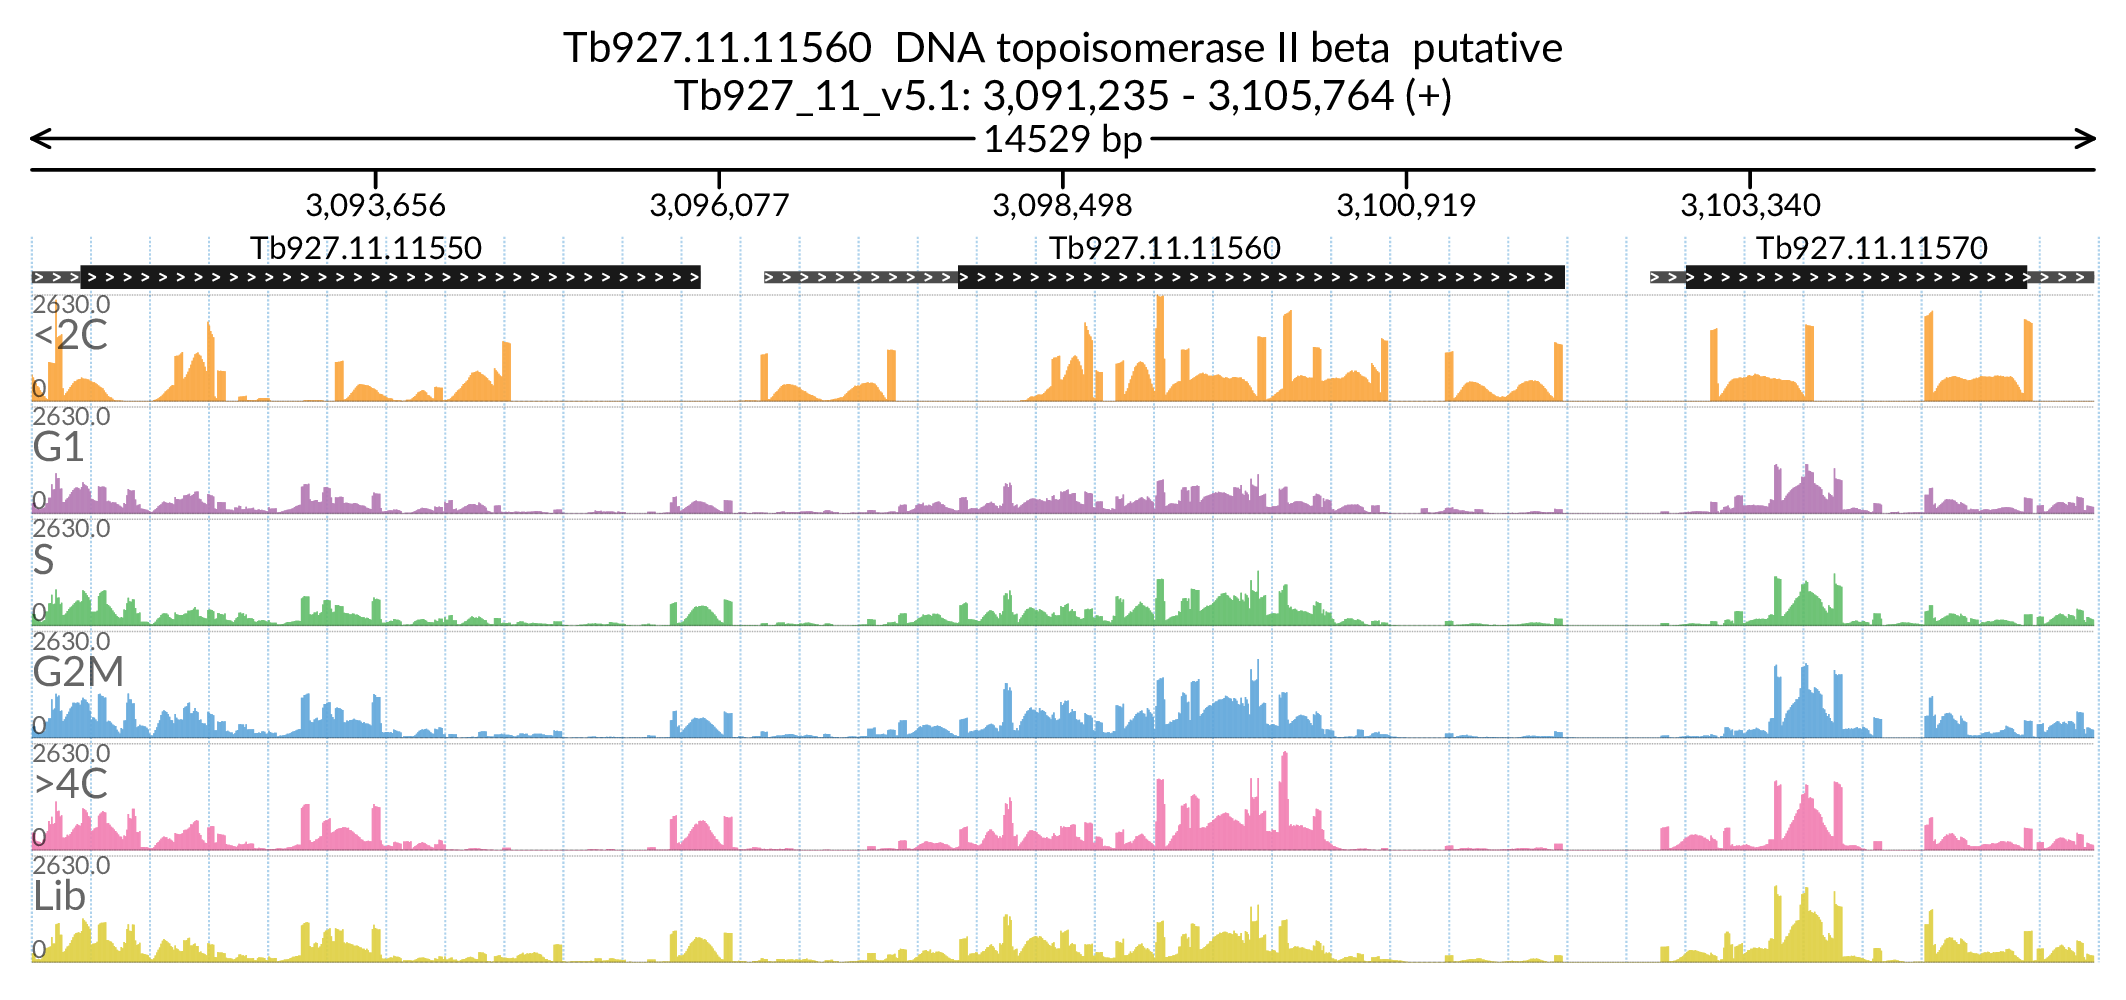 Tb927.11.11560  DNA topoisomerase II beta  putative
Tb927_11_v5.1: 3,091,235 - 3,105,764 (+)
14529 bp
3,093,656 3,096,077 3,098,498 3,100,919 3,103,340
Tb927.11.11550 Tb927.11.11560 Tb927.11.11570
2630.0
<2C
0
2630.0
G1
0
2630.0
S
0
2630.0
G2M
0
2630.0
>4C
0
2630.0
Lib
0